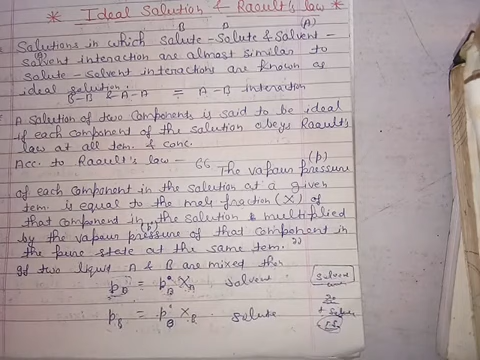 * Ideal Solution & Raoult's law *
B A (A)
Solutions in which solute-Solute & Solvent-
(A)
Solvent interaction are almost similar to
Solute-Solvent interactions are known as
ideal solution.
B-B & A-A = A-B interaction
A Solution of two components is said to be ideal
if each component of the solution obeys Raoult's
law at all tem. & conc.
Acc. to Raoult's law - 66 The vapour pressure (p)
of each component in the solution at a given
tem. is equal to the mole fraction (X) of
that component in the solution multiplied
by the vapour pressure (p°) of that component in
the pure state at the same tem. 99
If two liquid A & B are mixed then
p = p° X solvent
p = p° X solute